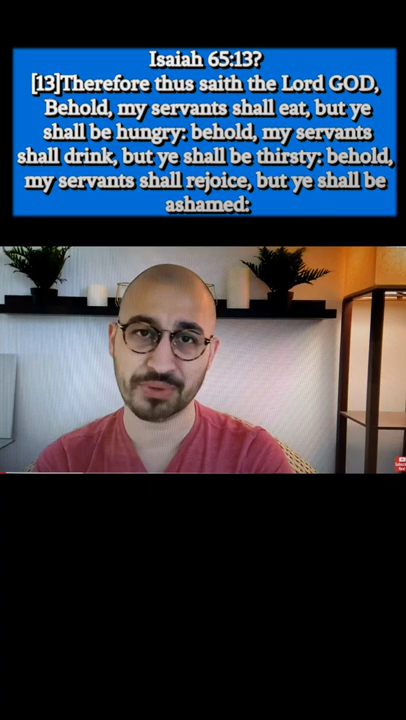 Isaiah 65:13?
[13]Therefore thus saith the Lord GOD,
Behold, my servants shall eat, but ye
shall be hungry: behold, my servants
shall drink, but ye shall be thirsty: behold,
my servants shall rejoice, but ye shall be
ashamed: